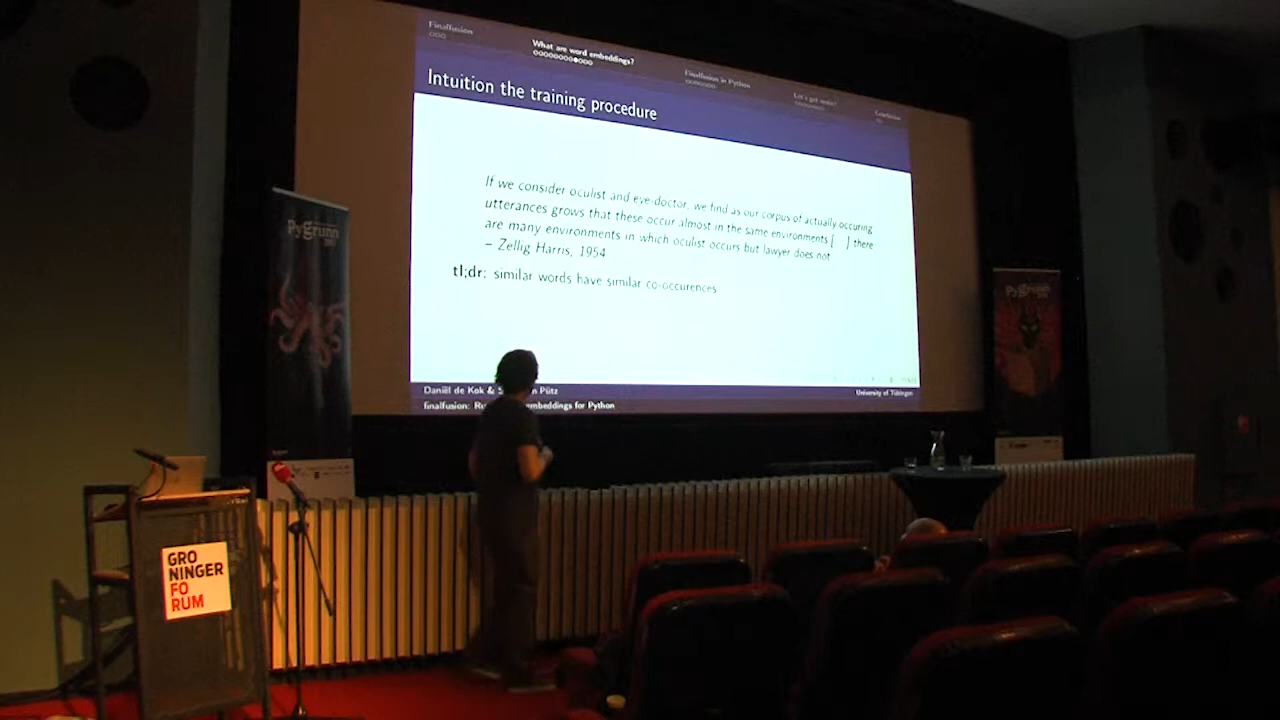 Finalfusion
What are word embeddings?
Finalfusion in Python
Conclusion
Intuition the training procedure
If we consider oculist and eye-doctor, we find as our corpus of actually occuring
utterances grows that these occur almost in the same environments [ ] there
are many environments in which oculist occurs but lawyer does not
– Zellig Harris, 1954
tl;dr: similar words have similar co-occurences
Daniël de Kok & S n Pütz
University of Tübingen
finalfusion: Ru embeddings for Python
Pygrunn
Pygrunn
GRO
NINGER
FO
RUM